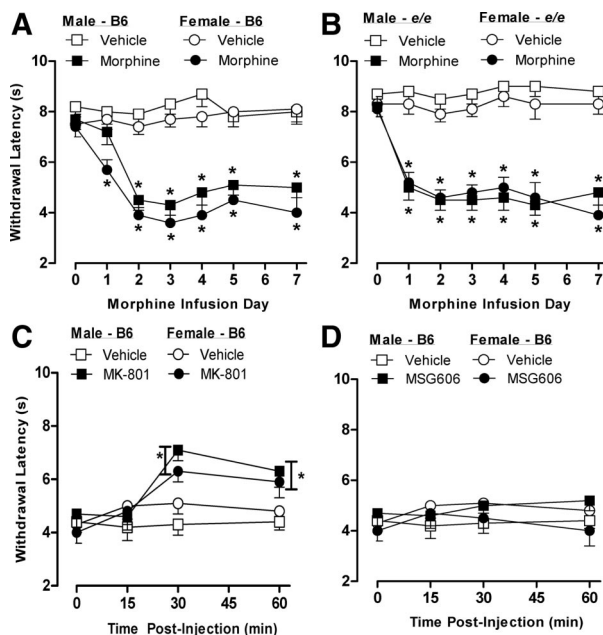 A
Male - B6 Female - B6
Vehicle Vehicle
Morphine Morphine
Withdrawal Latency (s)
10
8
6
4
2
* * * * * *
* * * * * *
0 1 2 3 4 5 6 7
Morphine Infusion Day
B
Male - e/e Female - e/e
Vehicle Vehicle
Morphine Morphine
10
8
6
4
2
* * * * * *
* * * * * *
0 1 2 3 4 5 6 7
Morphine Infusion Day
C
Male - B6 Female - B6
Vehicle Vehicle
MK-801 MK-801
Withdrawal Latency (s)
10
8
6
4
2
* *
0 15 30 45 60
Time Post-Injection (min)
D
Male - B6 Female - B6
Vehicle Vehicle
MSG606 MSG606
10
8
6
4
2
0 15 30 45 60
Time Post-Injection (min)